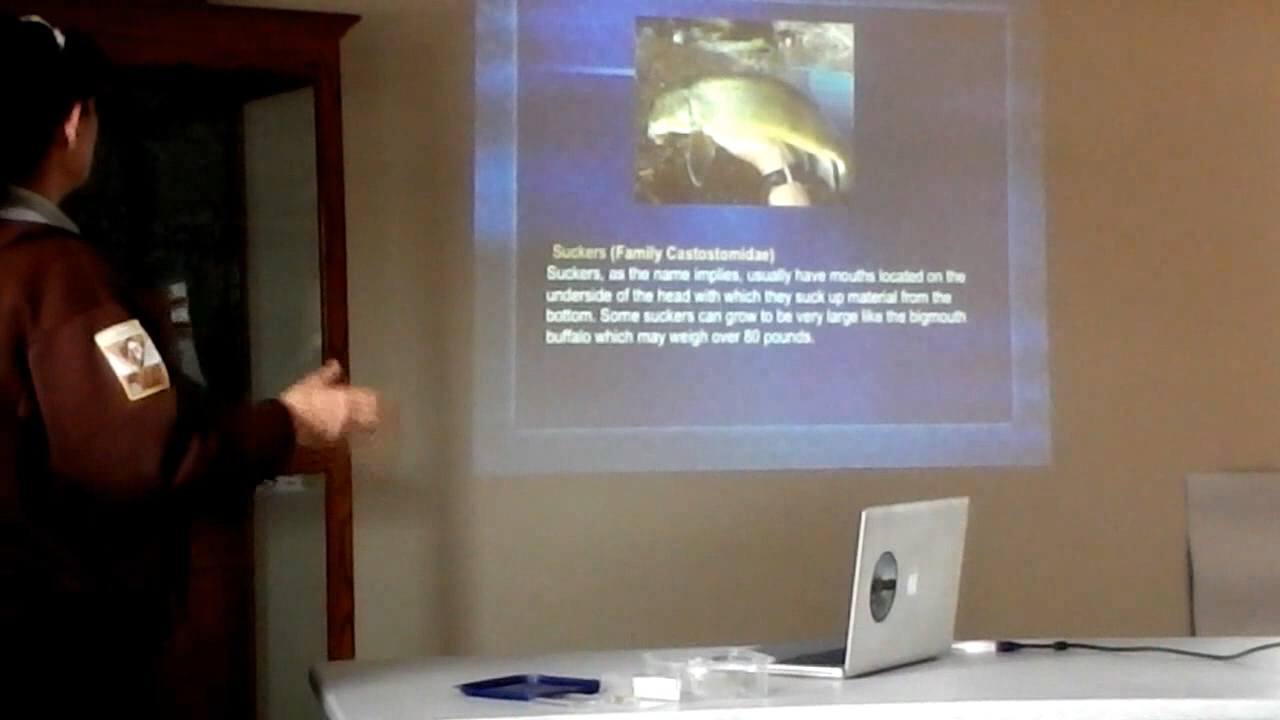 Suckers (Family Castostomidae)
Suckers, as the name implies, usually have mouths located on the
underside of the head with which they suck up material from the
bottom. Some suckers can grow to be very large like the bigmouth
buffalo which may weigh over 80 pounds.